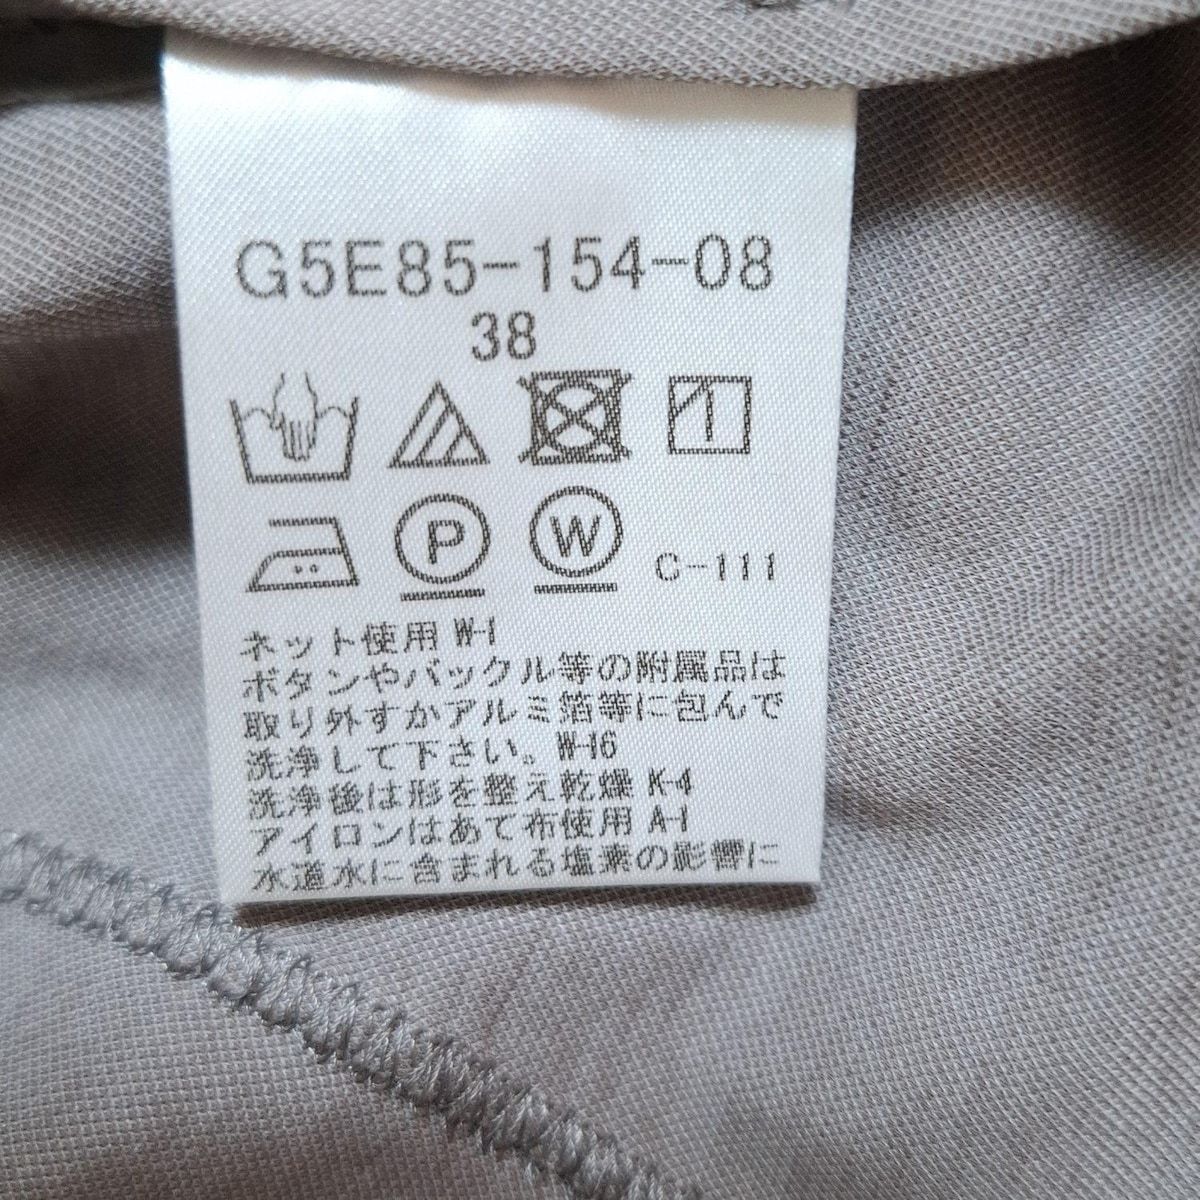 G5E85-154-08
38
P W C-111
ネット使用 W-1
ボタンやバックル等の附属品は
取り外すかアルミ箔等に包んで
洗浄して下さい。W-16
洗浄後は形を整え乾燥 K-4
アイロンはあて布使用 A-1
水道水に含まれる塩素の影響に